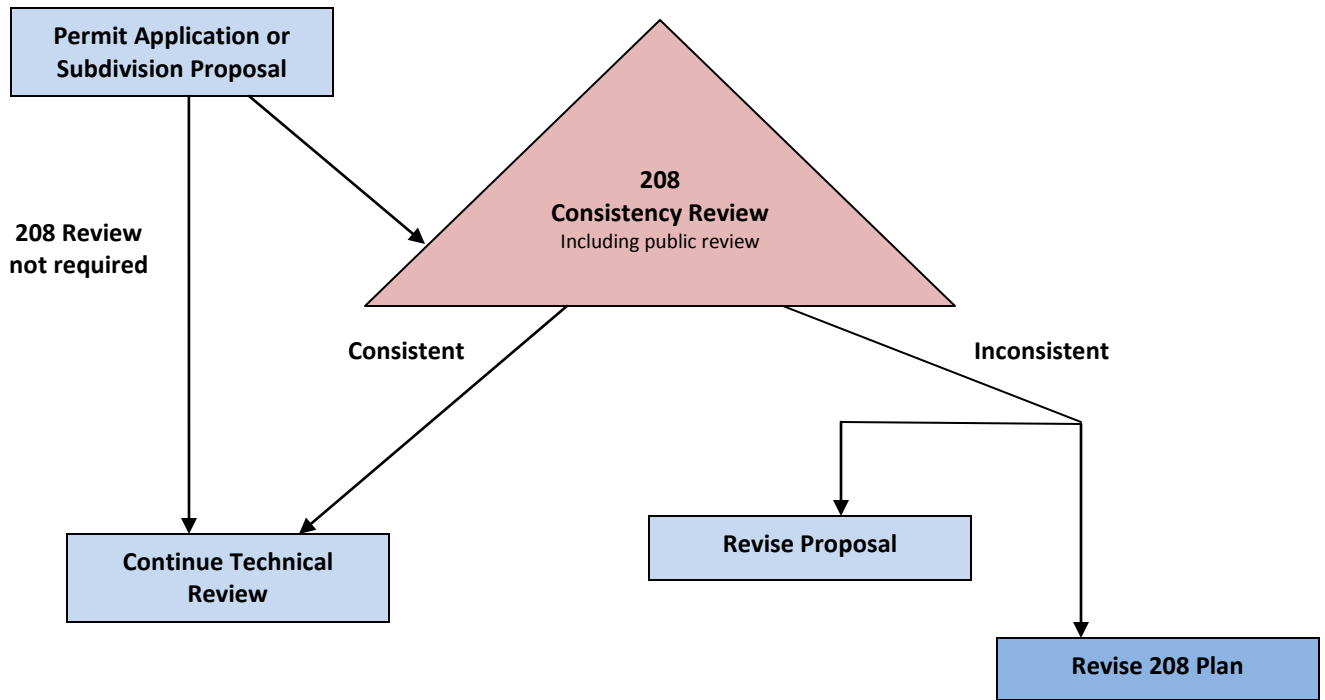 Permit Application or
Subdivision Proposal
208
Consistency Review
Including public review
208 Review
not required
Consistent
Inconsistent
Revise Proposal
Continue Technical
Review
Revise 208 Plan